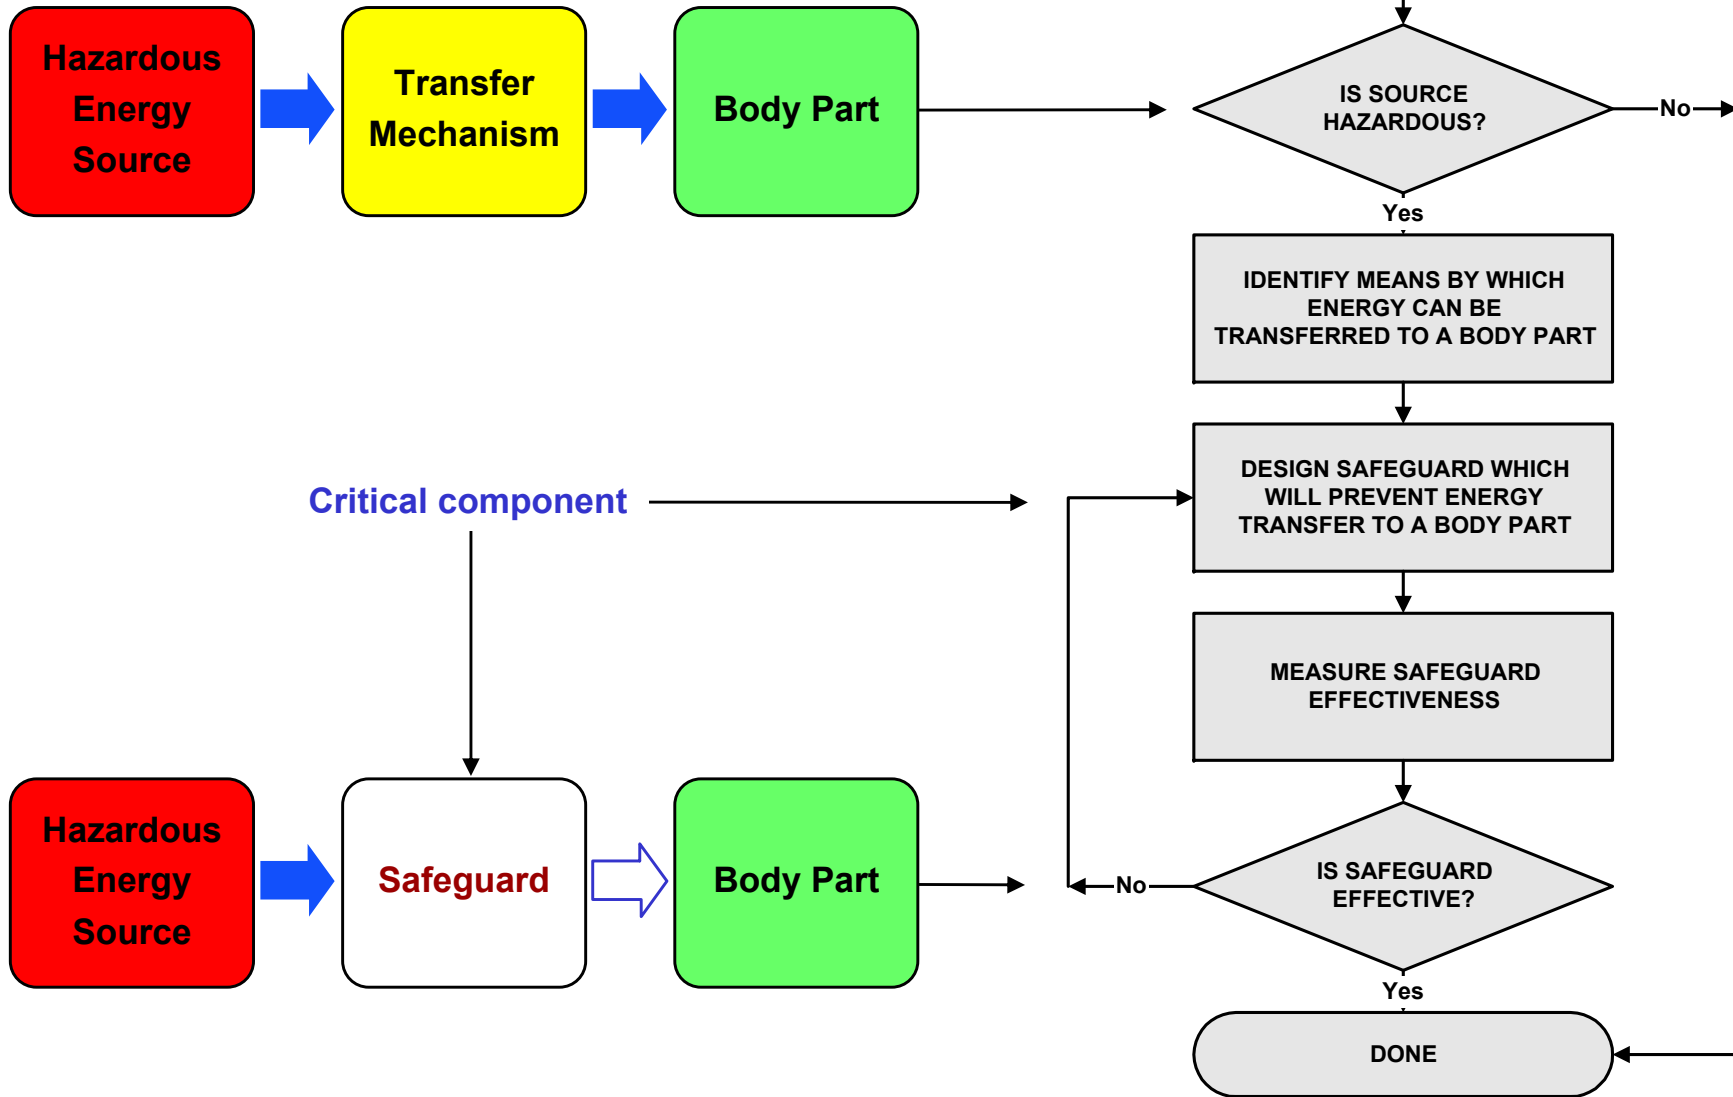 Hazardous
Energy
Source
Transfer
Mechanism
Body Part
IS SOURCE
HAZARDOUS?
No
Yes
IDENTIFY MEANS BY WHICH
ENERGY CAN BE
TRANSFERRED TO A BODY PART
Critical component
DESIGN SAFEGUARD WHICH
WILL PREVENT ENERGY
TRANSFER TO A BODY PART
MEASURE SAFEGUARD
EFFECTIVENESS
Hazardous
Energy
Source
Safeguard
Body Part
No
IS SAFEGUARD
EFFECTIVE?
Yes
DONE